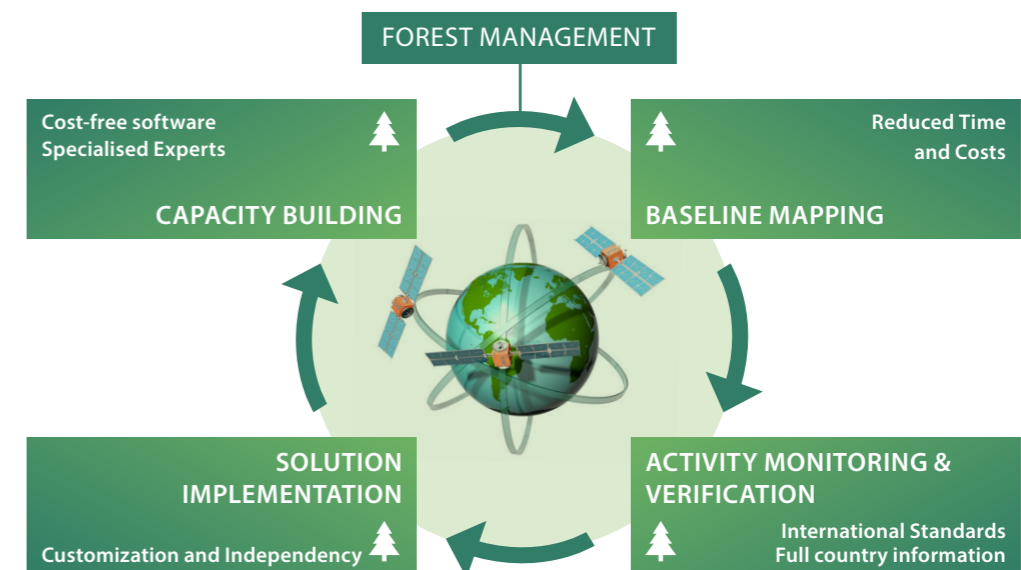 FOREST MANAGEMENT
Cost-free software
Specialised Experts
CAPACITY BUILDING
Reduced Time
and Costs
BASELINE MAPPING
SOLUTION
IMPLEMENTATION
Customization and Independency
ACTIVITY MONITORING &
VERIFICATION
International Standards
Full country information